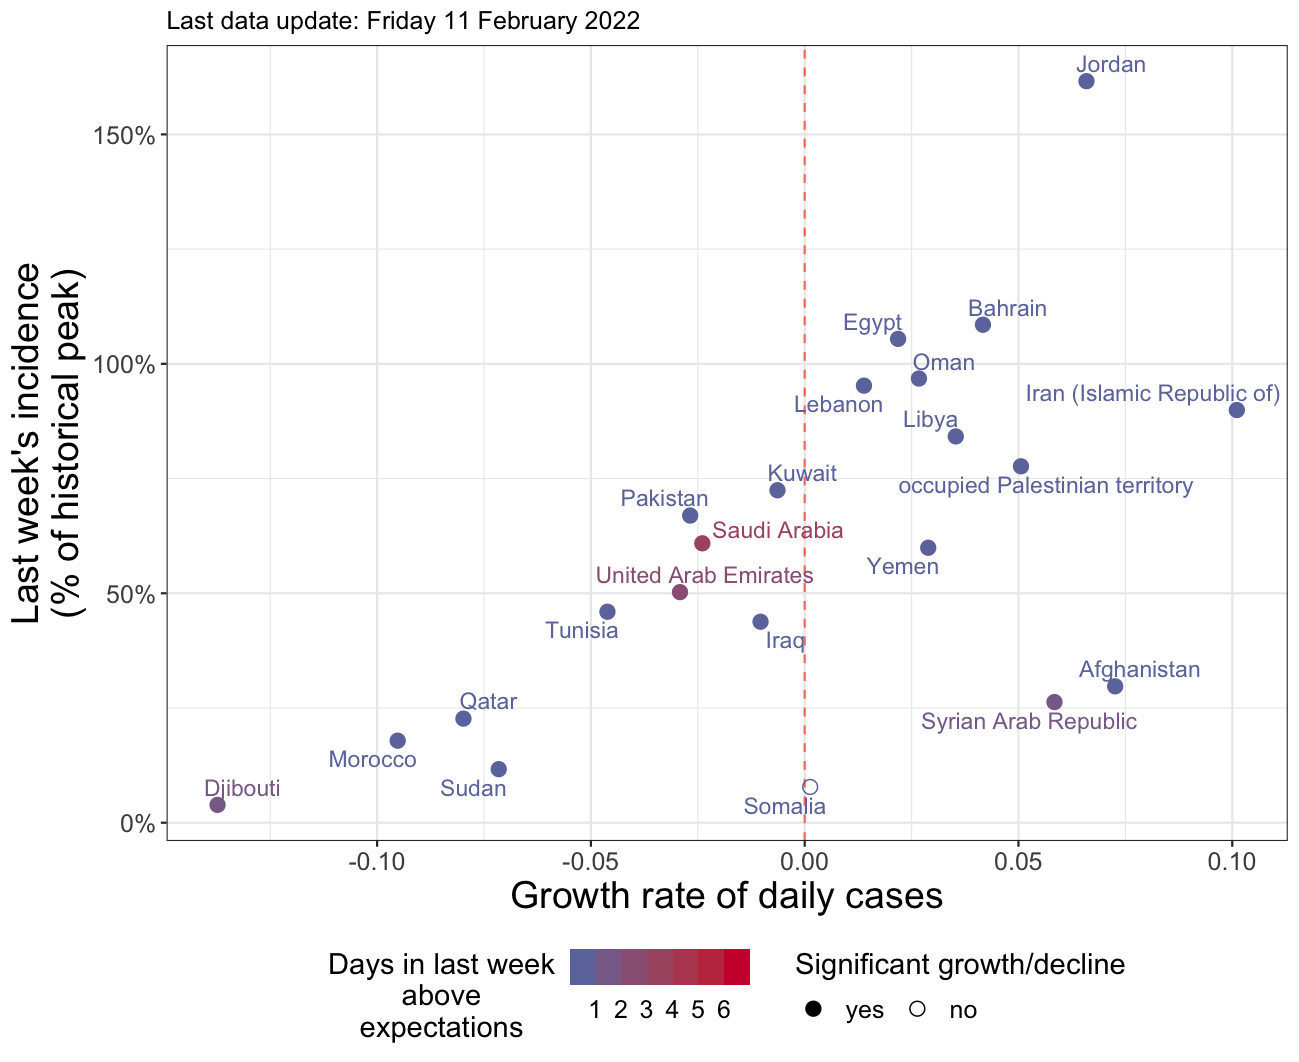 Last data update: Friday 11 February 2022
Last week's incidence
(% of historical peak)
150%
100%
50%
0%
Jordan
Bahrain
Egypt
Oman
Iran (Islamic Republic of)
Lebanon
Libya
Kuwait
occupied Palestinian territory
Pakistan
Saudi Arabia
Yemen
United Arab Emirates
Tunisia
Iraq
Afghanistan
Qatar
Syrian Arab Republic
Morocco
Djibouti
Sudan
Somalia
-0.10 -0.05 0.00 0.05 0.10
Growth rate of daily cases
Days in last week
above
expectations
1 2 3 4 5 6
Significant growth/decline
yes no